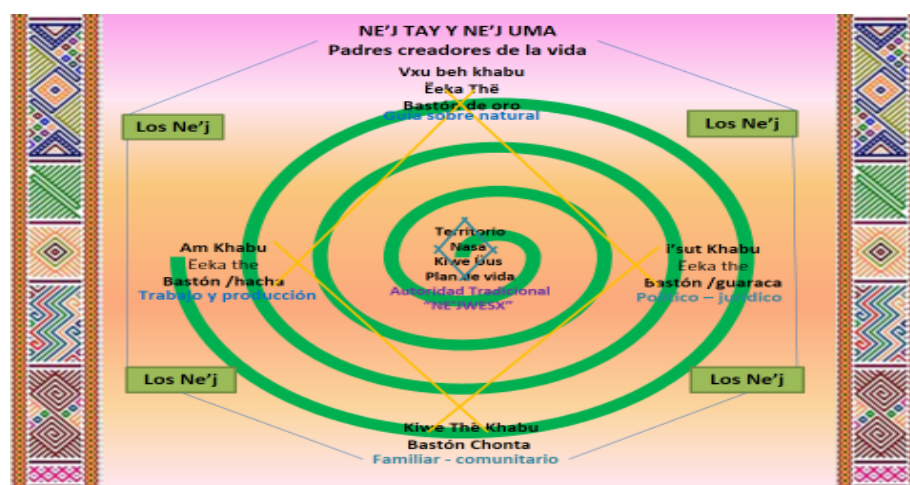 NE'J TAY Y NE'J UMA
Padres creadores de la vida
Vxu beh khabu
Ëeka Thë
Bastón de oro
Guía sobre natural
Los Ne'j
Los Ne'j
Territorio
Nasa
Kiwe Dus
Plan de vida
Autoridad Tradicional
"NE'JWESX"
Am Khabu
Eeka the
Bastón /hacha
Trabajo y producción
i'sut Khabu
Eeka the
Bastón /guaraca
Político – jurídico
Los Ne'j
Los Ne'j
Kiwe Thë Khabu
Bastón Chonta
Familiar - comunitario